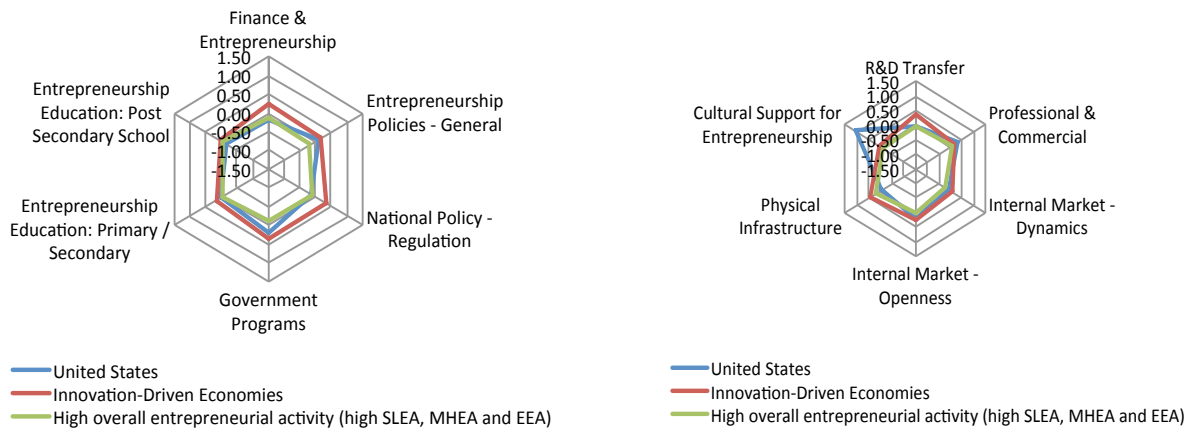 Finance &
Entrepreneurship
1.50
1.00
0.50
0.00
-0.50
-1.00
-1.50
Entrepreneurship
Policies - General
National Policy -
Regulation
Government
Programs
Entrepreneurship
Education: Primary /
Secondary
Entrepreneurship
Education: Post
Secondary School
United States
Innovation-Driven Economies
High overall entrepreneurial activity (high SLEA, MHEA and EEA)
R&D Transfer
1.50
1.00
0.50
0.00
-0.50
-1.00
-1.50
Professional &
Commercial
Internal Market -
Dynamics
Internal Market -
Openness
Physical
Infrastructure
Cultural Support for
Entrepreneurship
United States
Innovation-Driven Economies
High overall entrepreneurial activity (high SLEA, MHEA and EEA)